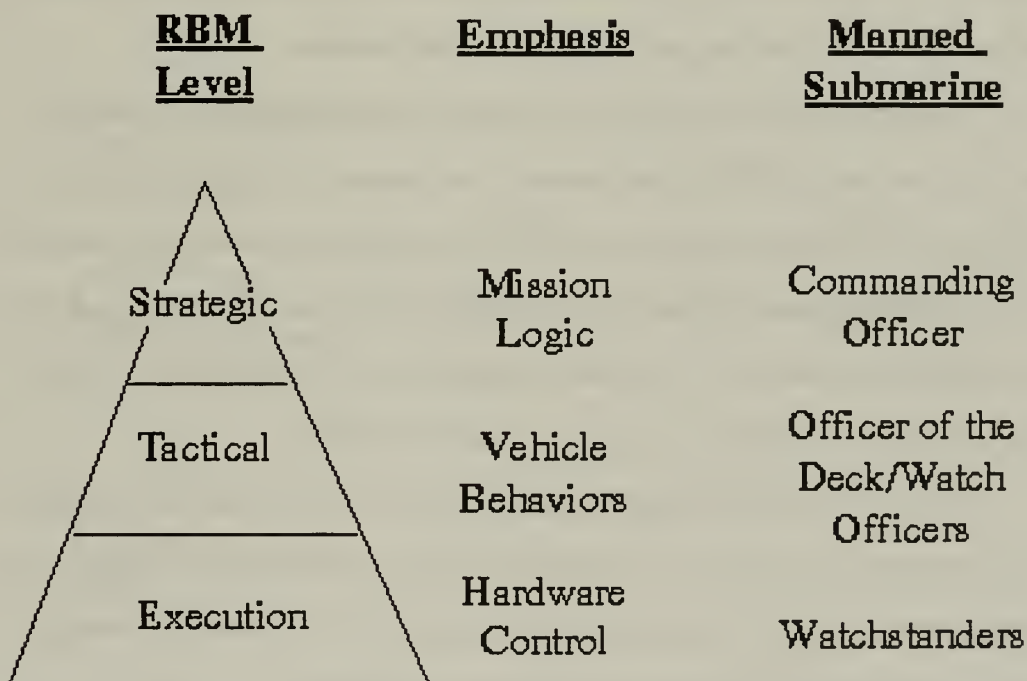 RBM
Level
Emphasis
Manned
Submarine
Strategic
Mission
Logic
Commanding
Officer
Tactical
Vehicle
Behaviors
Officer of the
Deck/Watch
Officers
Execution
Hardware
Control
Watchstanders